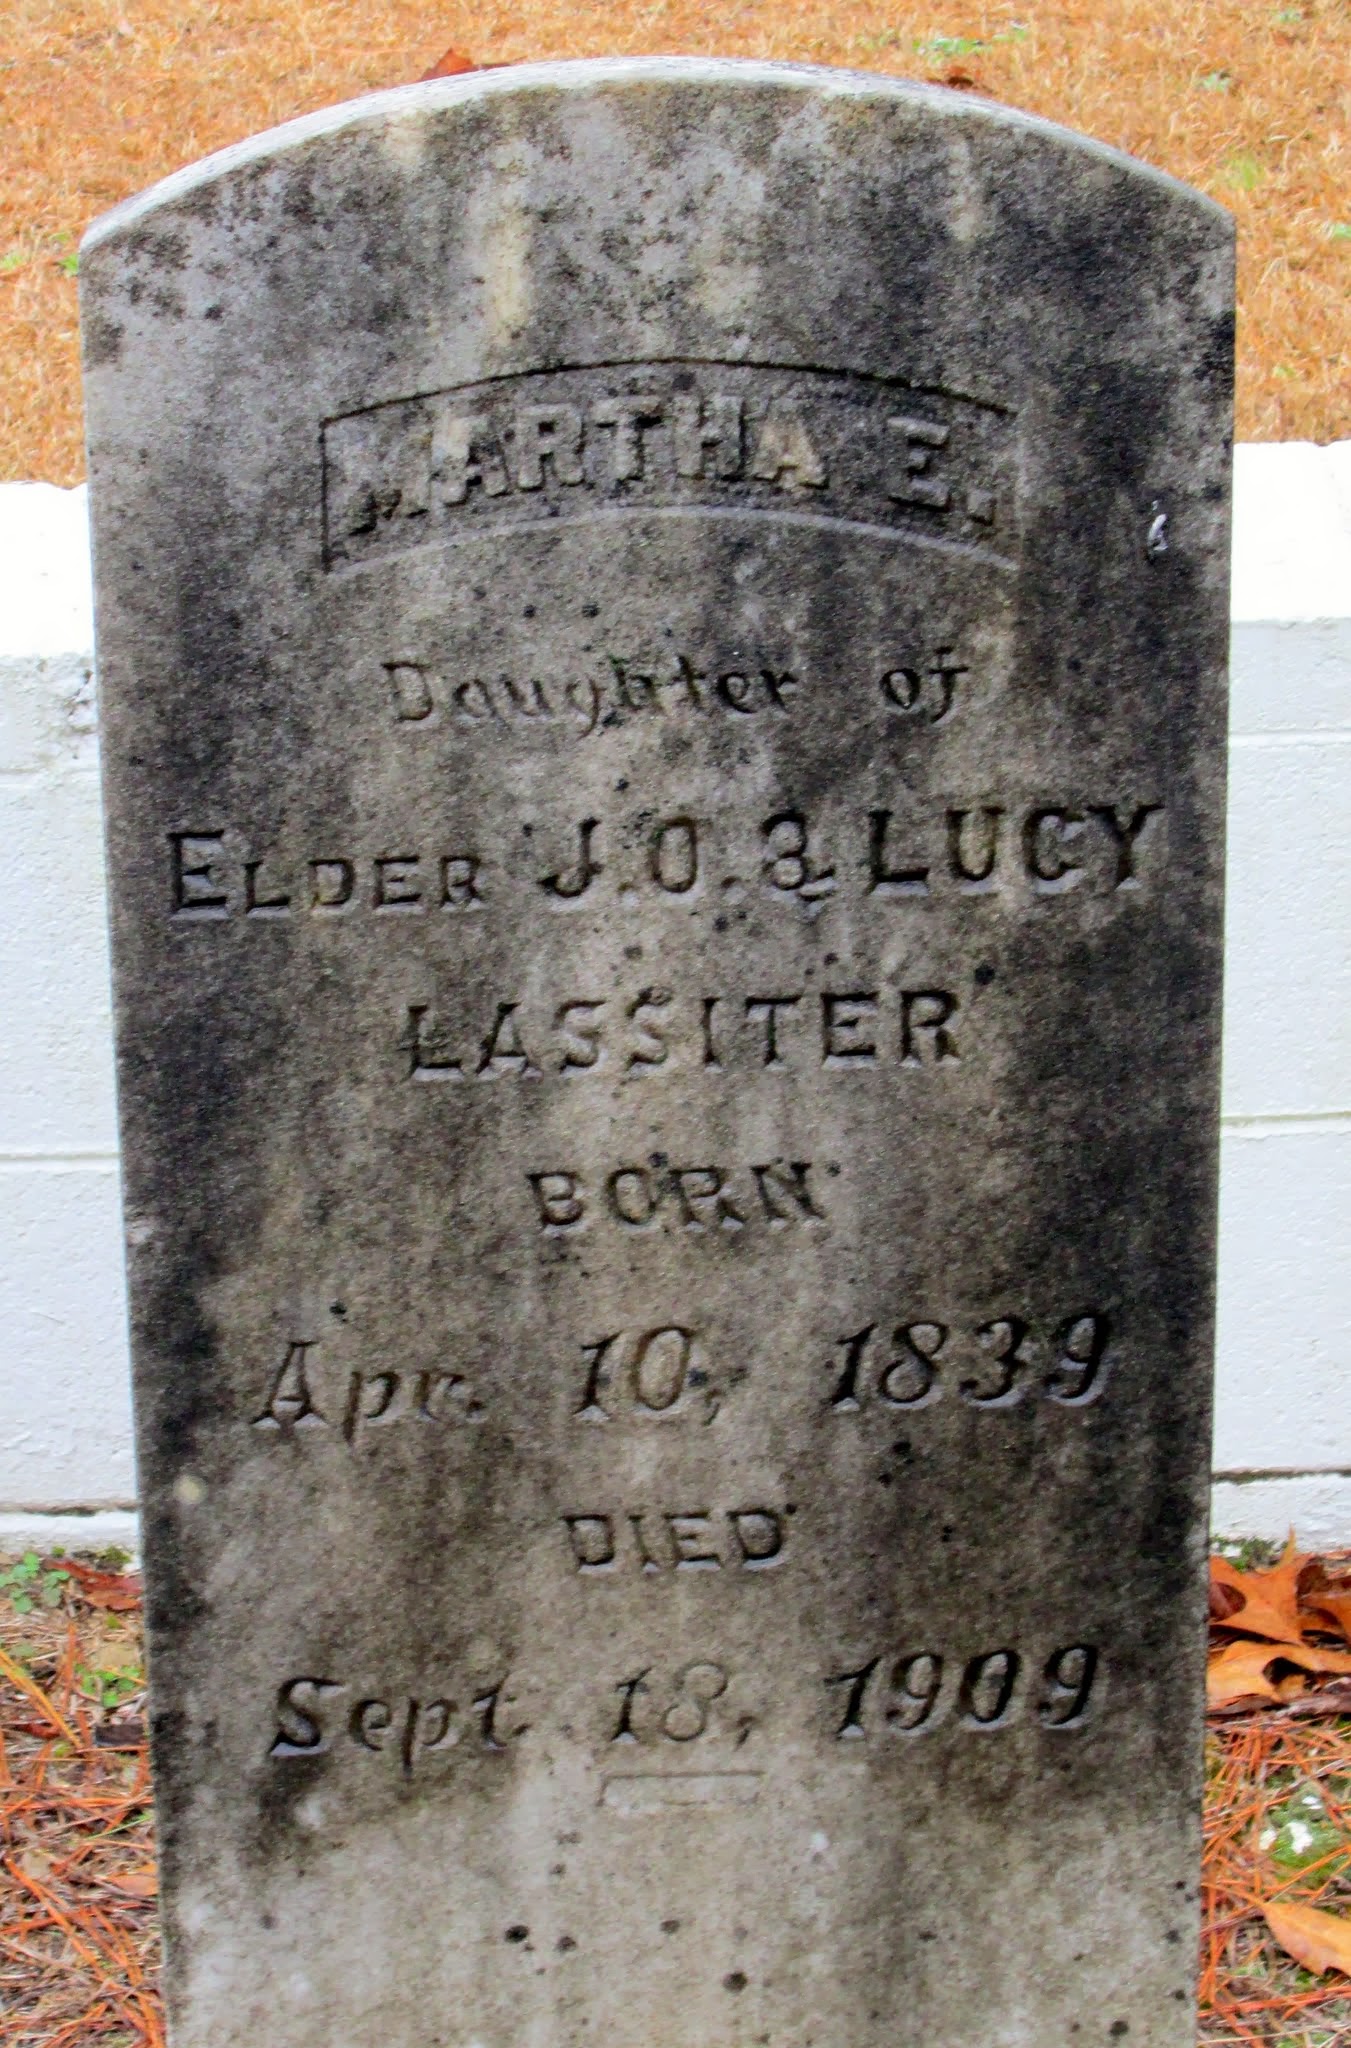 MARTHA E.
Daughter of
ELDER J.O. & LUCY
LASSITER
BORN
Apr. 10, 1839
DIED
Sept. 18, 1909